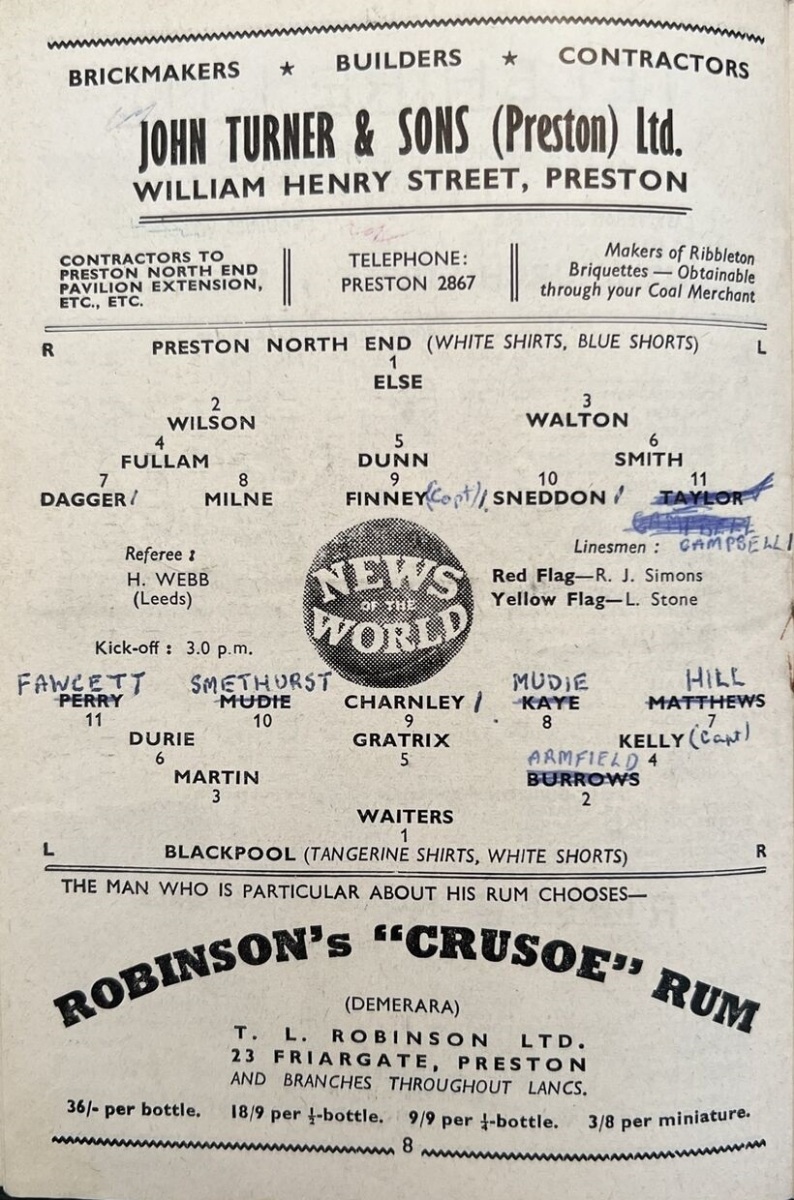 BRICKMAKERS ★ BUILDERS ★ CONTRACTORS
JOHN TURNER & SONS (Preston) Ltd.
WILLIAM HENRY STREET, PRESTON
CONTRACTORS TO
PRESTON NORTH END
PAVILION EXTENSION,
ETC., ETC.
TELEPHONE:
PRESTON 2867
Makers of Ribbleton
Briquettes — Obtainable
through your Coal Merchant
R PRESTON NORTH END (WHITE SHIRTS, BLUE SHORTS) L
1
ELSE
2 3
WILSON WALTON
4 5 6
FULLAM DUNN SMITH
7 8 9 10 11
DAGGER / MILNE FINNEY (Capt) / SNEDDON / TAYLOR
CAMPBELL
CAMPBELL /
Referee :
H. WEBB
(Leeds)
NEWS
OF THE
WORLD
Linesmen :
Red Flag—R. J. Simons
Yellow Flag—L. Stone
Kick-off : 3.0 p.m.
FAWCETT SMETHURST MUDIE HILL
PERRY MUDIE CHARNLEY / KAYE MATTHEWS
11 10 9 8 7
DURIE GRATRIX KELLY (Capt)
6 5 4
ARMFIELD
MARTIN BURROWS
3 2
WAITERS
1
L BLACKPOOL (TANGERINE SHIRTS, WHITE SHORTS) R
THE MAN WHO IS PARTICULAR ABOUT HIS RUM CHOOSES—
ROBINSON's "CRUSOE" RUM
(DEMERARA)
T. L. ROBINSON LTD.
23 FRIARGATE, PRESTON
AND BRANCHES THROUGHOUT LANCS.
36/- per bottle. 18/9 per ½-bottle. 9/9 per ¼-bottle. 3/8 per miniature.
8